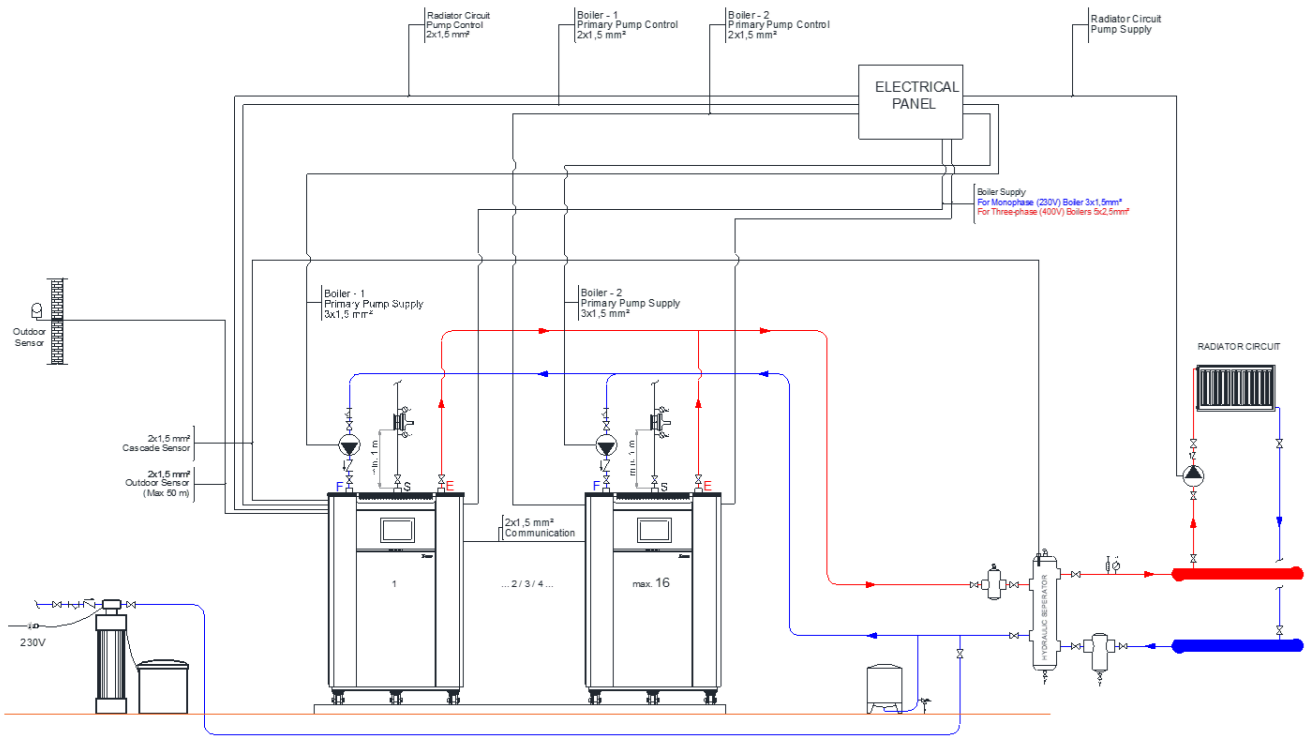 Radiator Circuit
Pump Control
2x1,5 mm²
Boiler - 1
Primary Pump Control
2x1,5 mm²
Boiler - 2
Primary Pump Control
2x1,5 mm²
Radiator Circuit
Pump Supply
ELECTRICAL
PANEL
Boiler Supply
For Monophase (230V) Boiler 3x1,5mm²
For Three-phase (400V) Boilers 5x2,5mm²
Boiler - 1
Primary Pump Supply
3x1,5 mm²
Boiler - 2
Primary Pump Supply
3x1,5 mm²
Outdoor
Sensor
RADIATOR CIRCUIT
2x1,5 mm²
Cascade Sensor
2x1,5 mm²
Outdoor Sensor
(Max 50 m)
min. 1 m
min. 1 m
F
S
E
F
S
E
2x1,5 mm²
Communication
1
... 2 / 3 / 4 ...
max. 16
HYDRAULIC SEPERATOR
230V